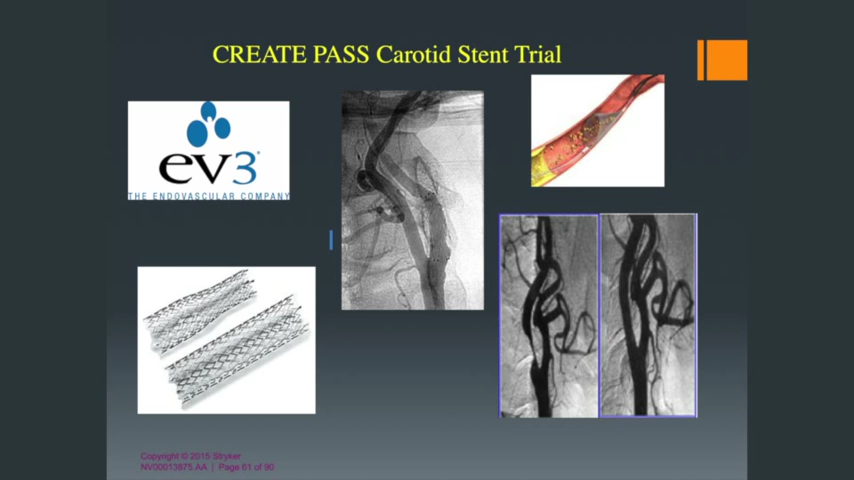 CREATE PASS Carotid Stent Trial
ev3
THE ENDOVASCULAR COMPANY
Copyright © 2015 Stryker
NV00013875.AA | Page 61 of 90